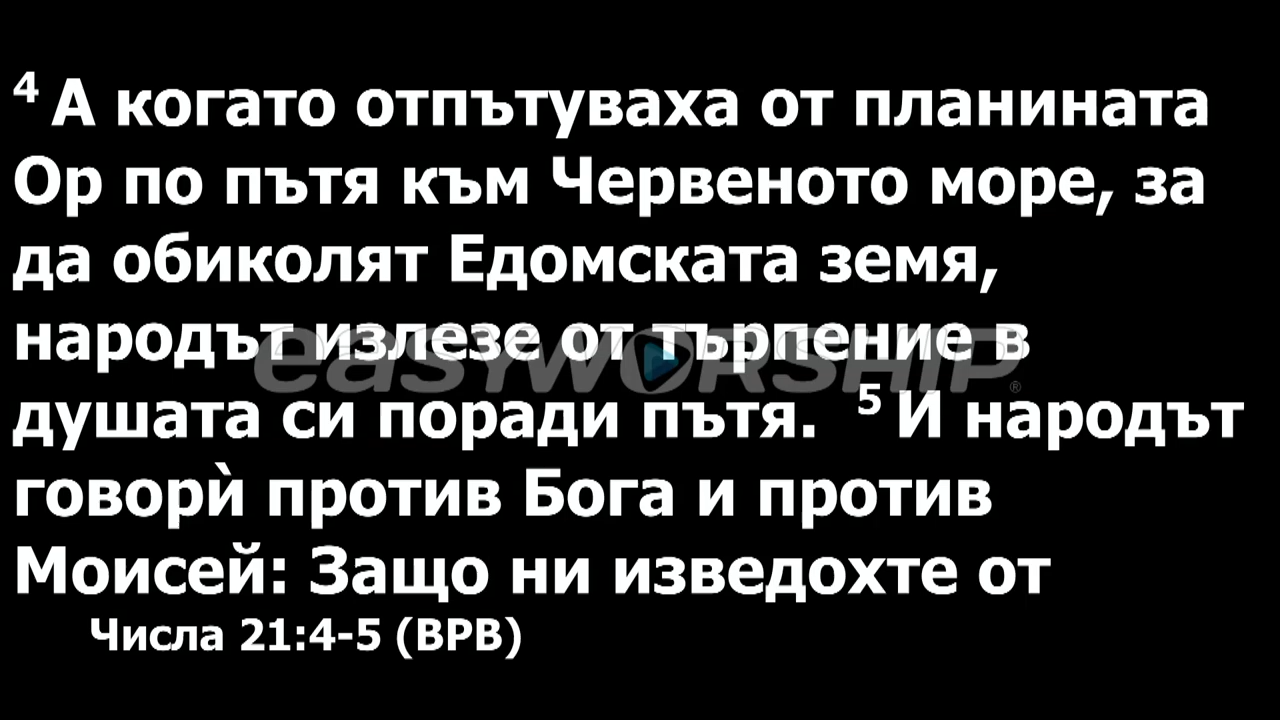 ⁴ А когато отпътуваха от планината
Ор по пътя към Червеното море, за
да обиколят Едомската земя,
народът излезе от търпение в
easyworship®
душата си поради пътя. ⁵ И народът
говорѝ против Бога и против
Моисей: Защо ни изведохте от
Числа 21:4-5 (ВРВ)